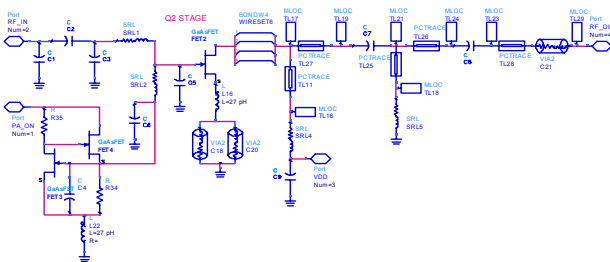 Port
RF_IN
Num=2
C
C1
C
C2
C
C3
SRL
SRL1
Q2 STAGE
SRL
SRL2
C
C6
C
C5
GaAsFET
FET2
BONDW4
WIRESET6
L
L16
L=27 pH
VIA2
C18
VIA2
C20
Port
PA_ON
Num=1
R
R35
GaAsFET
FET4
GaAsFET
FET3
S
S
C
C4
R
R34
L
L22
L=27 pH
R=
MLOC
TL17
MLOC
TL19
PCTRACE
TL27
PCTRACE
TL11
MLOC
TL16
SRL
SRL4
C
C9
Port
VDD
Num=3
C
C7
PCTRACE
TL25
MLOC
TL21
PCTRACE
TL26
MLOC
TL24
MLOC
TL18
SRL
SRL5
C
MLOC
TL23
PCTRACE
TL28
VIA2
C21
MLOC
TL29
Port
RF_OU
Num=4